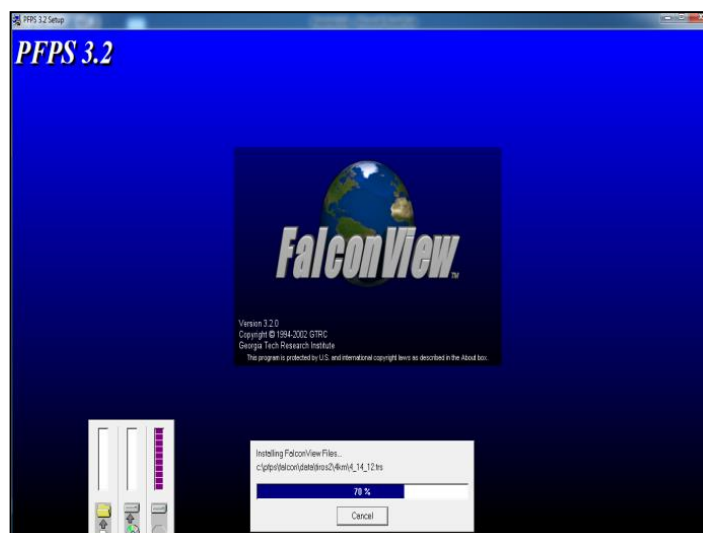 PFPS 3.2 Setup
PFPS 3.2
FalconView
TM
Version 3.2.0
Copyright © 1994-2002 GTRC
Georgia Tech Research Institute
This program is protected by U.S. and international copyright laws as described in the About box.
Installing FalconView Files...
c:\pfps\falcon\data\tiros2\4km\4_14_12.trs
70 %
Cancel